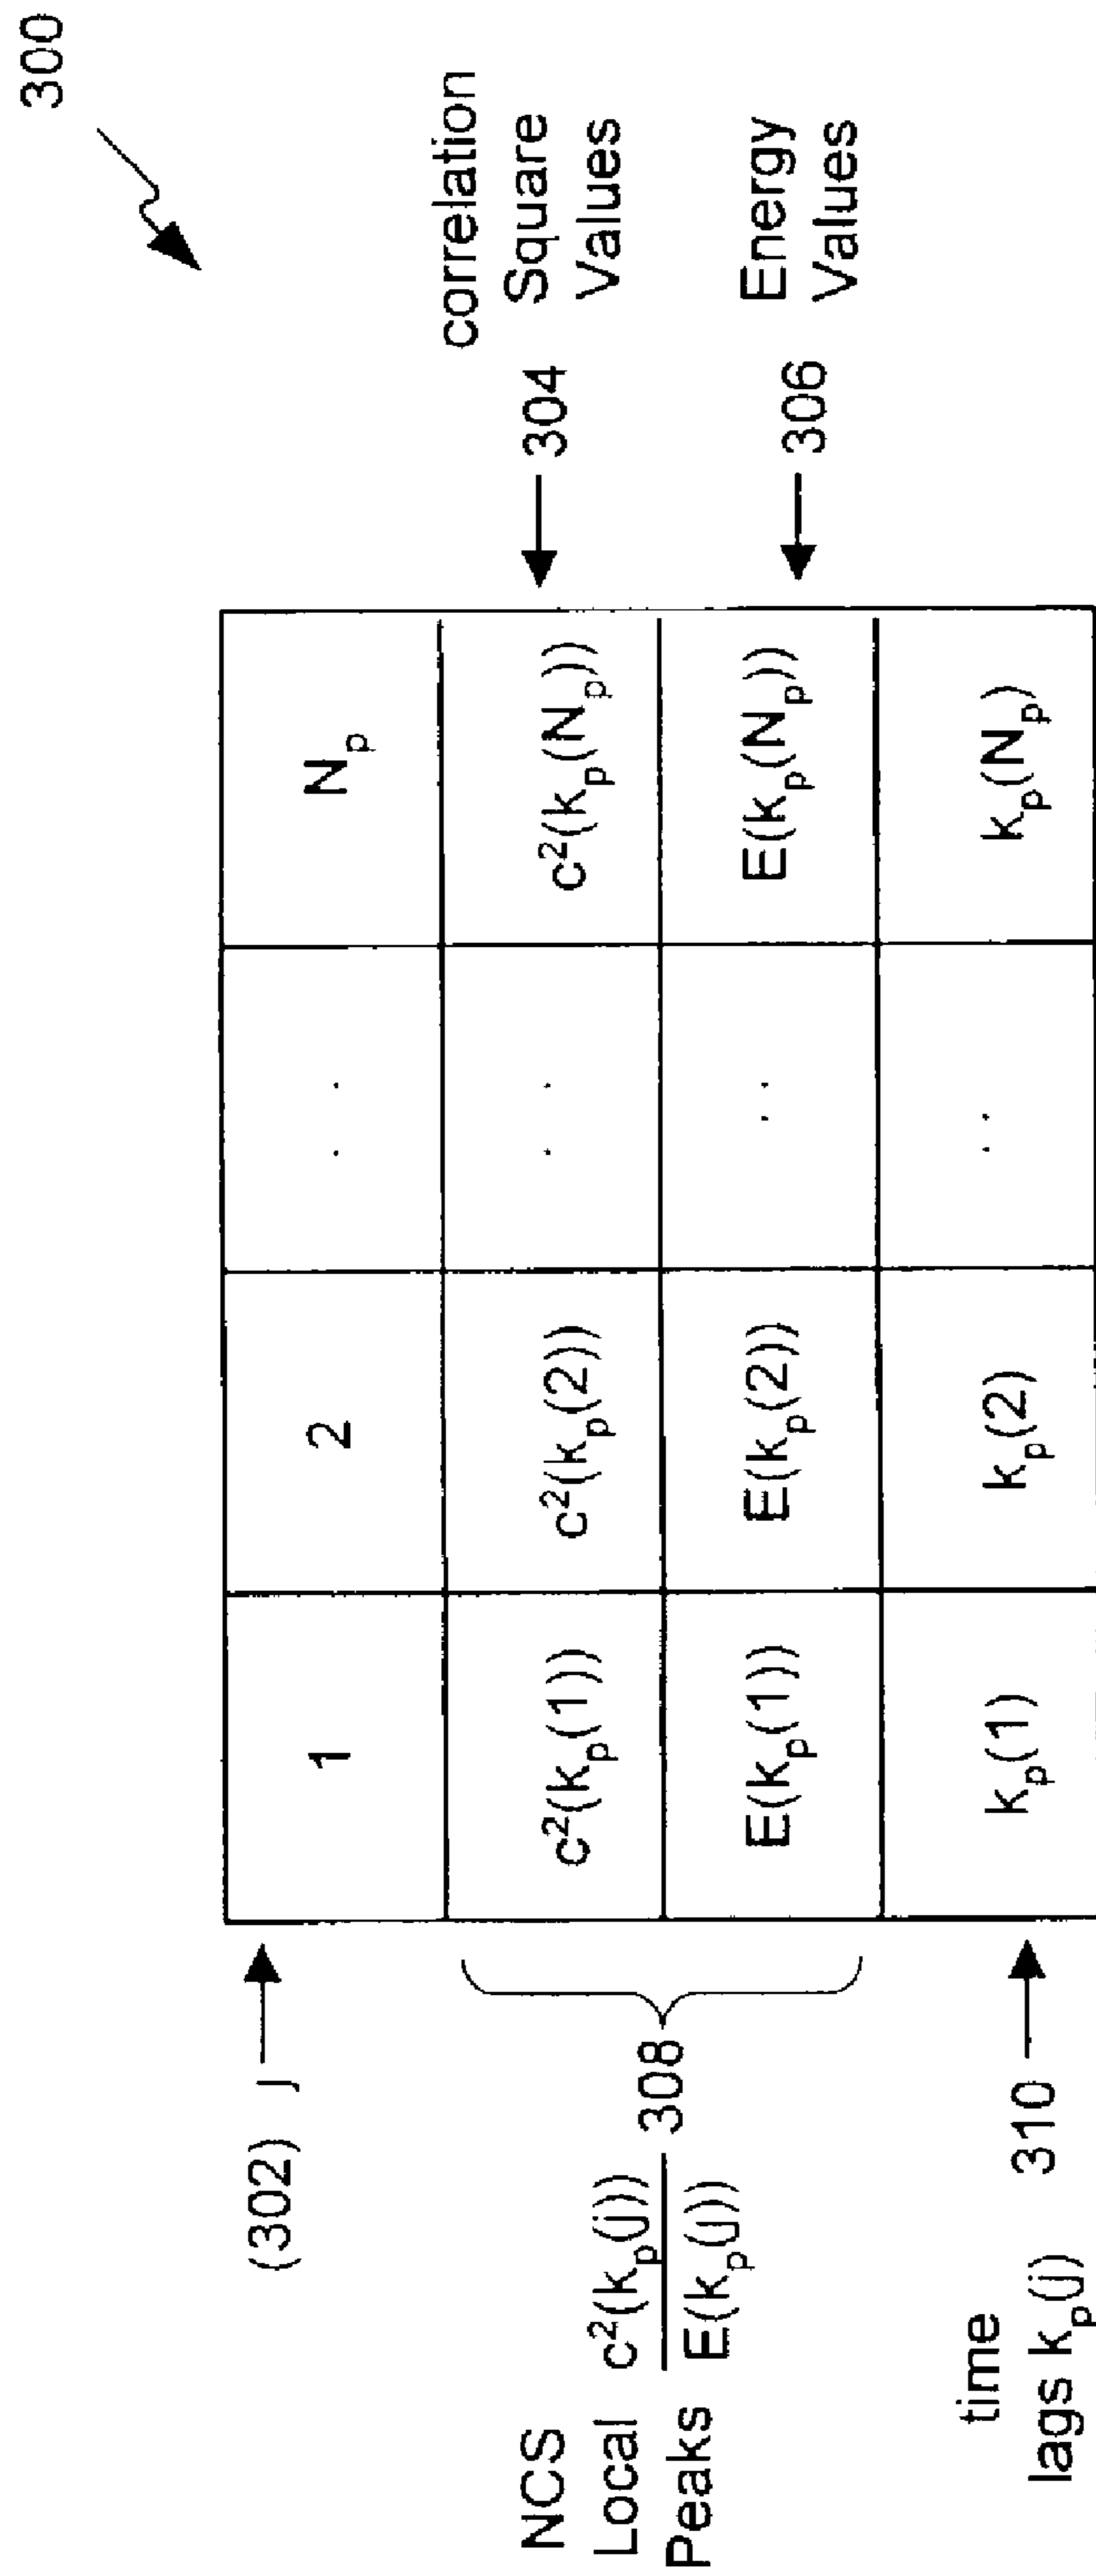 300
(302) j
1
2
. .
N_p
NCS
Local
Peaks
c²(k_p(j))
E(k_p(j))
308
c²(k_p(1))
c²(k_p(2))
. .
c²(k_p(N_p))
304
correlation
Square
Values
E(k_p(1))
E(k_p(2))
. .
E(k_p(N_p))
306
Energy
Values
time
lags k_p(j)
310
k_p(1)
k_p(2)
. .
k_p(N_p)